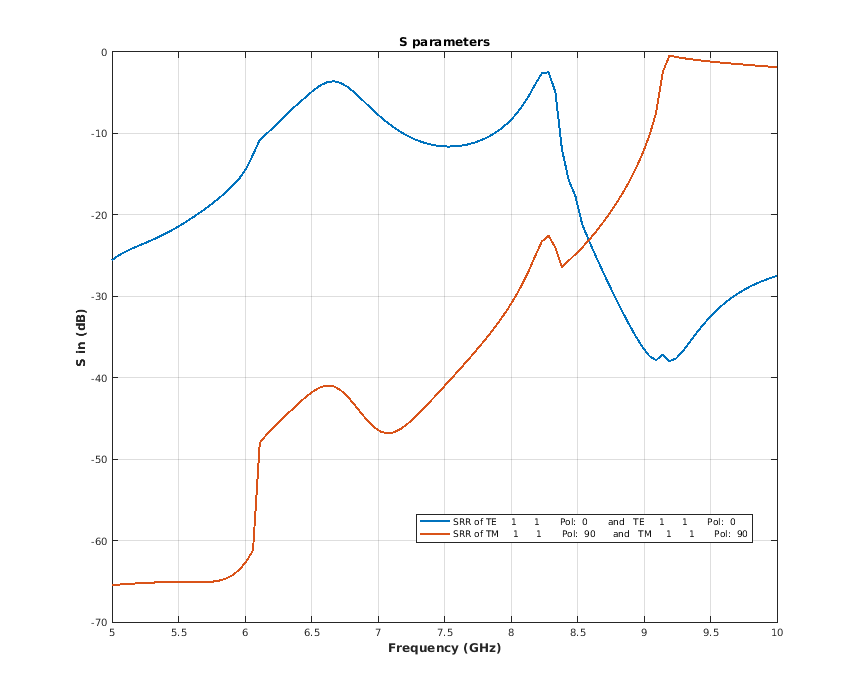 S parameters
0
-10
-20
-30
-40
-50
-60
-70
S in (dB)
SRR of TE 1 1 Pol: 0 and TE 1 1 Pol: 0
SRR of TM 1 1 Pol: 90 and TM 1 1 Pol: 90
5 5.5 6 6.5 7 7.5 8 8.5 9 9.5 10
Frequency (GHz)